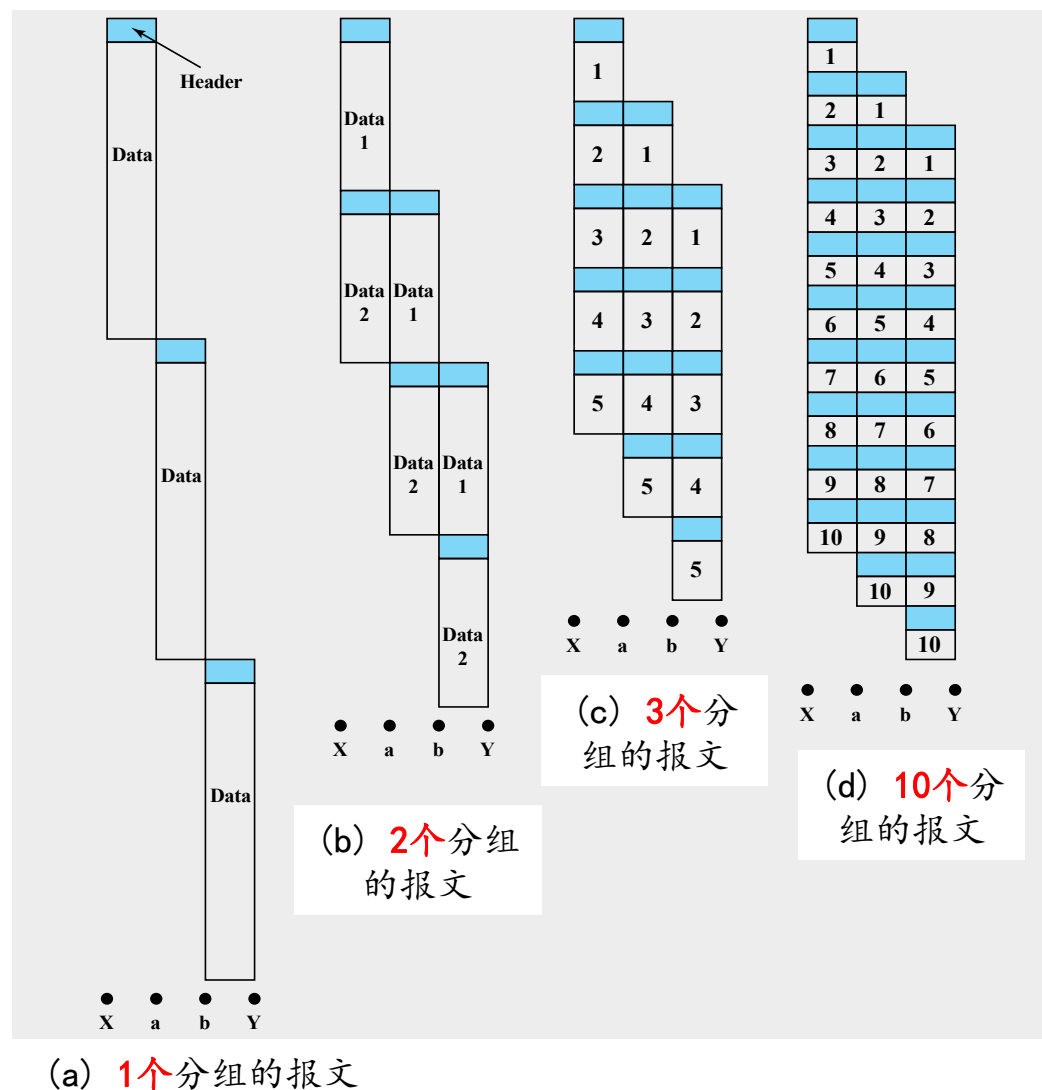 Header
Data
Data
Data
X a b Y
(a) 1个分组的报文
Data
1
Data Data
2 1
Data Data
2 1
Data
2
X a b Y
(b) 2个分组
的报文
1
2 1
3 2 1
4 3 2
5 4 3
5 4
5
X a b Y
(c) 3个分
组的报文
1
2 1
3 2 1
4 3 2
5 4 3
6 5 4
7 6 5
8 7 6
9 8 7
10 9 8
10 9
10
X a b Y
(d) 10个分
组的报文